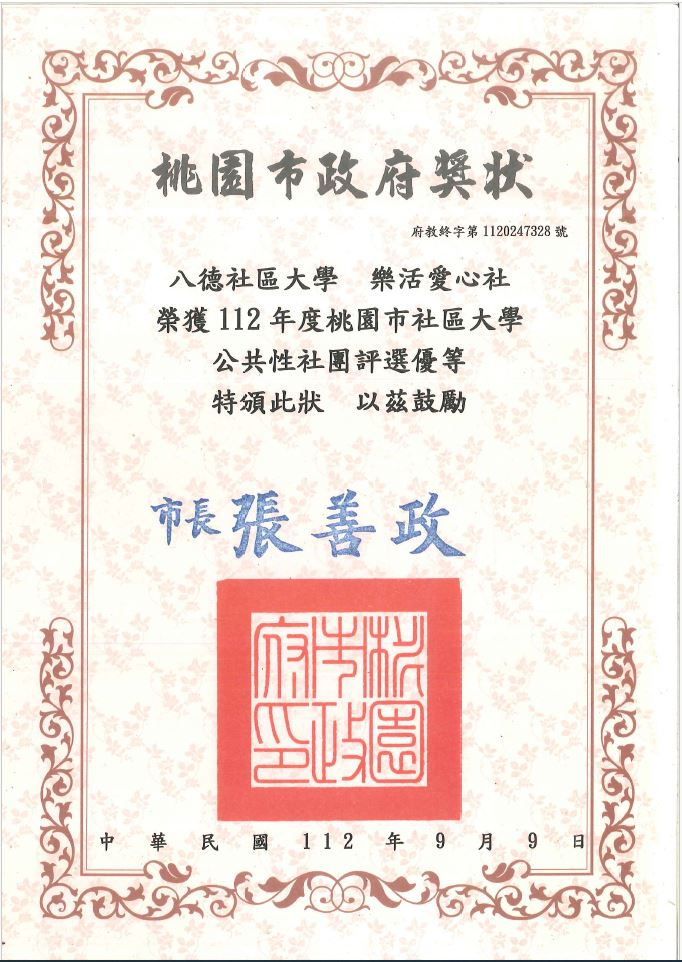 桃園市政府獎狀
府教終字第1120247328號
八德社區大學　樂活愛心社
榮獲112年度桃園市社區大學
公共性社團評選優等
特頒此狀　以茲鼓勵
市長張善政
桃園市政府印
中華民國112年9月9日